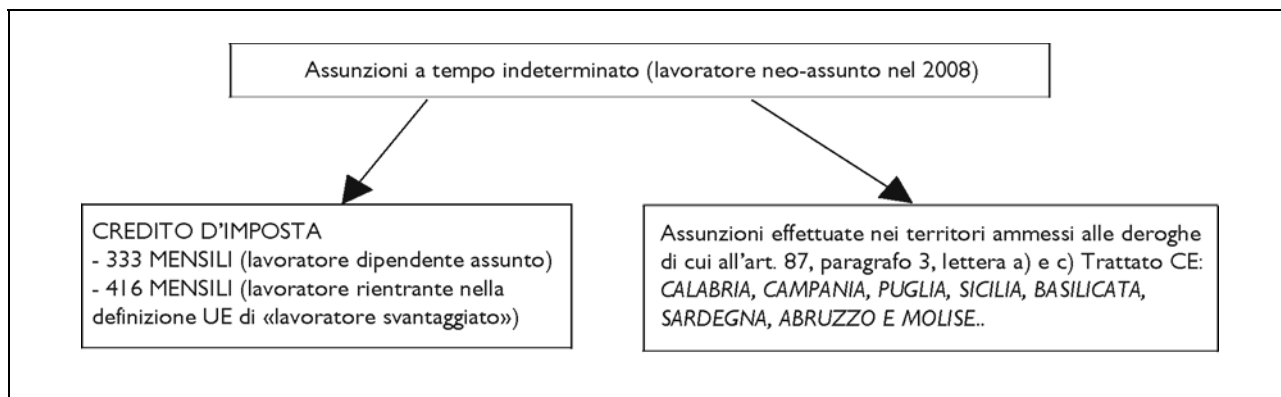 Assunzioni a tempo indeterminato (lavoratore neo-assunto nel 2008)
CREDITO D'IMPOSTA
- 333 MENSILI (lavoratore dipendente assunto)
- 416 MENSILI (lavoratore rientrante nella
definizione UE di «lavoratore svantaggiato»)
Assunzioni effettuate nei territori ammessi alle deroghe
di cui all'art. 87, paragrafo 3, lettera a) e c) Trattato CE:
CALABRIA, CAMPANIA, PUGLIA, SICILIA, BASILICATA,
SARDEGNA, ABRUZZO E MOLISE..